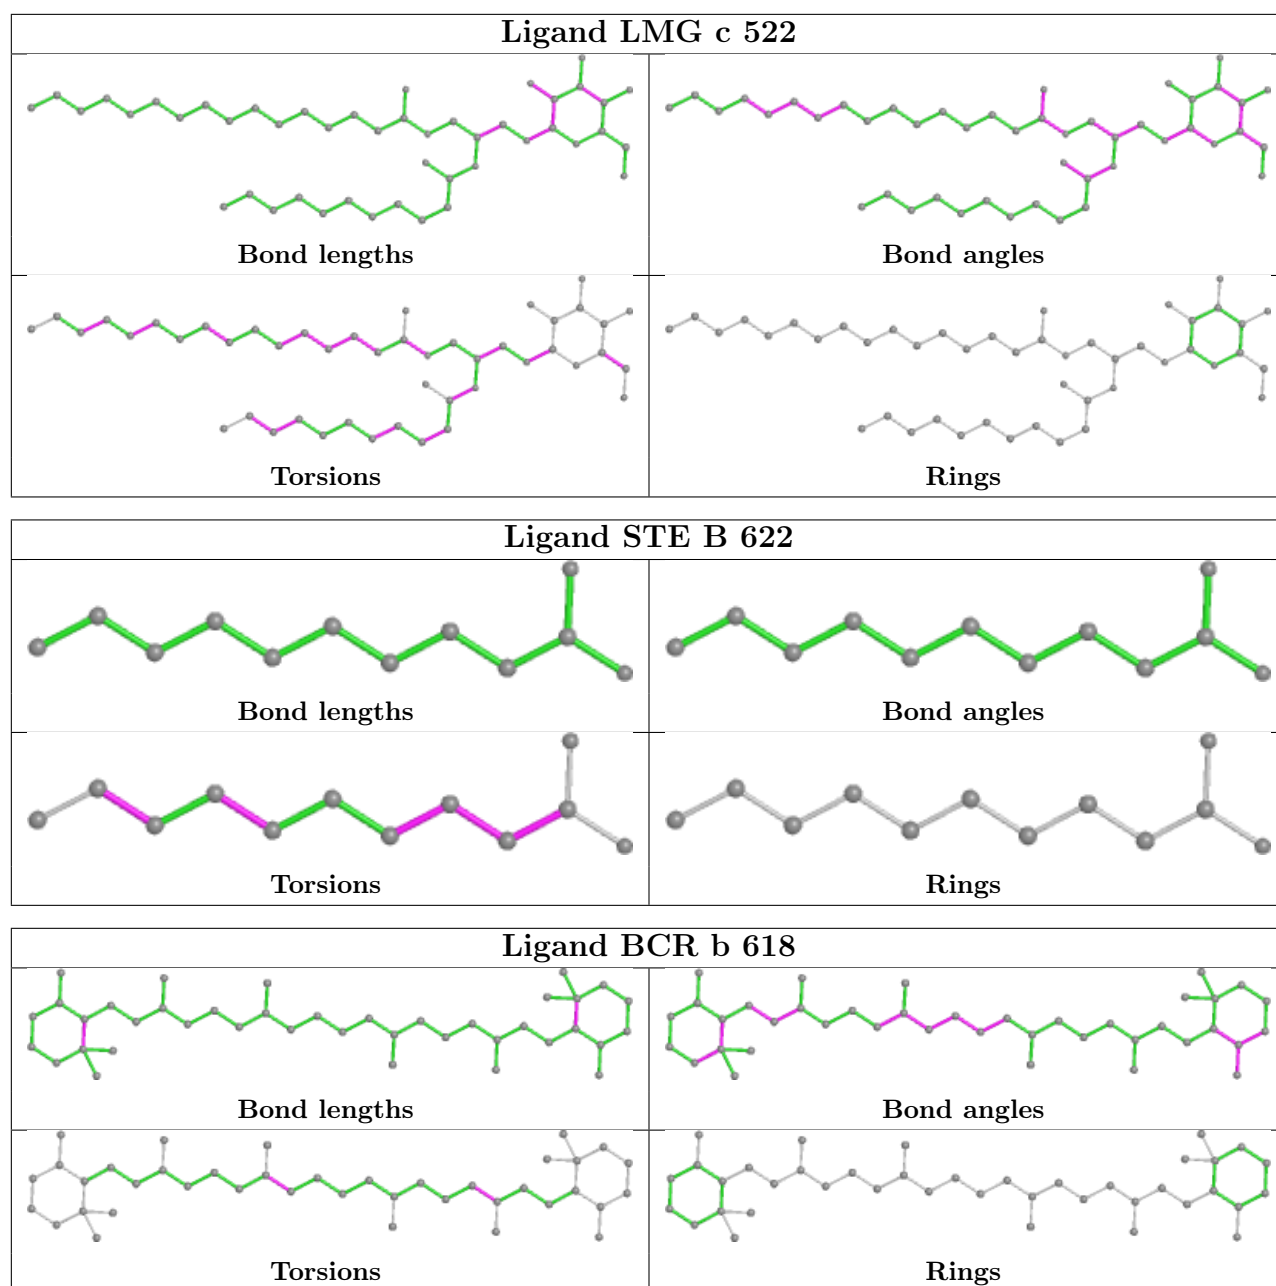 Ligand LMG c 522
Bond lengths
Bond angles
Torsions
Rings
Ligand STE B 622
Bond lengths
Bond angles
Torsions
Rings
Ligand BCR b 618
Bond lengths
Bond angles
Torsions
Rings